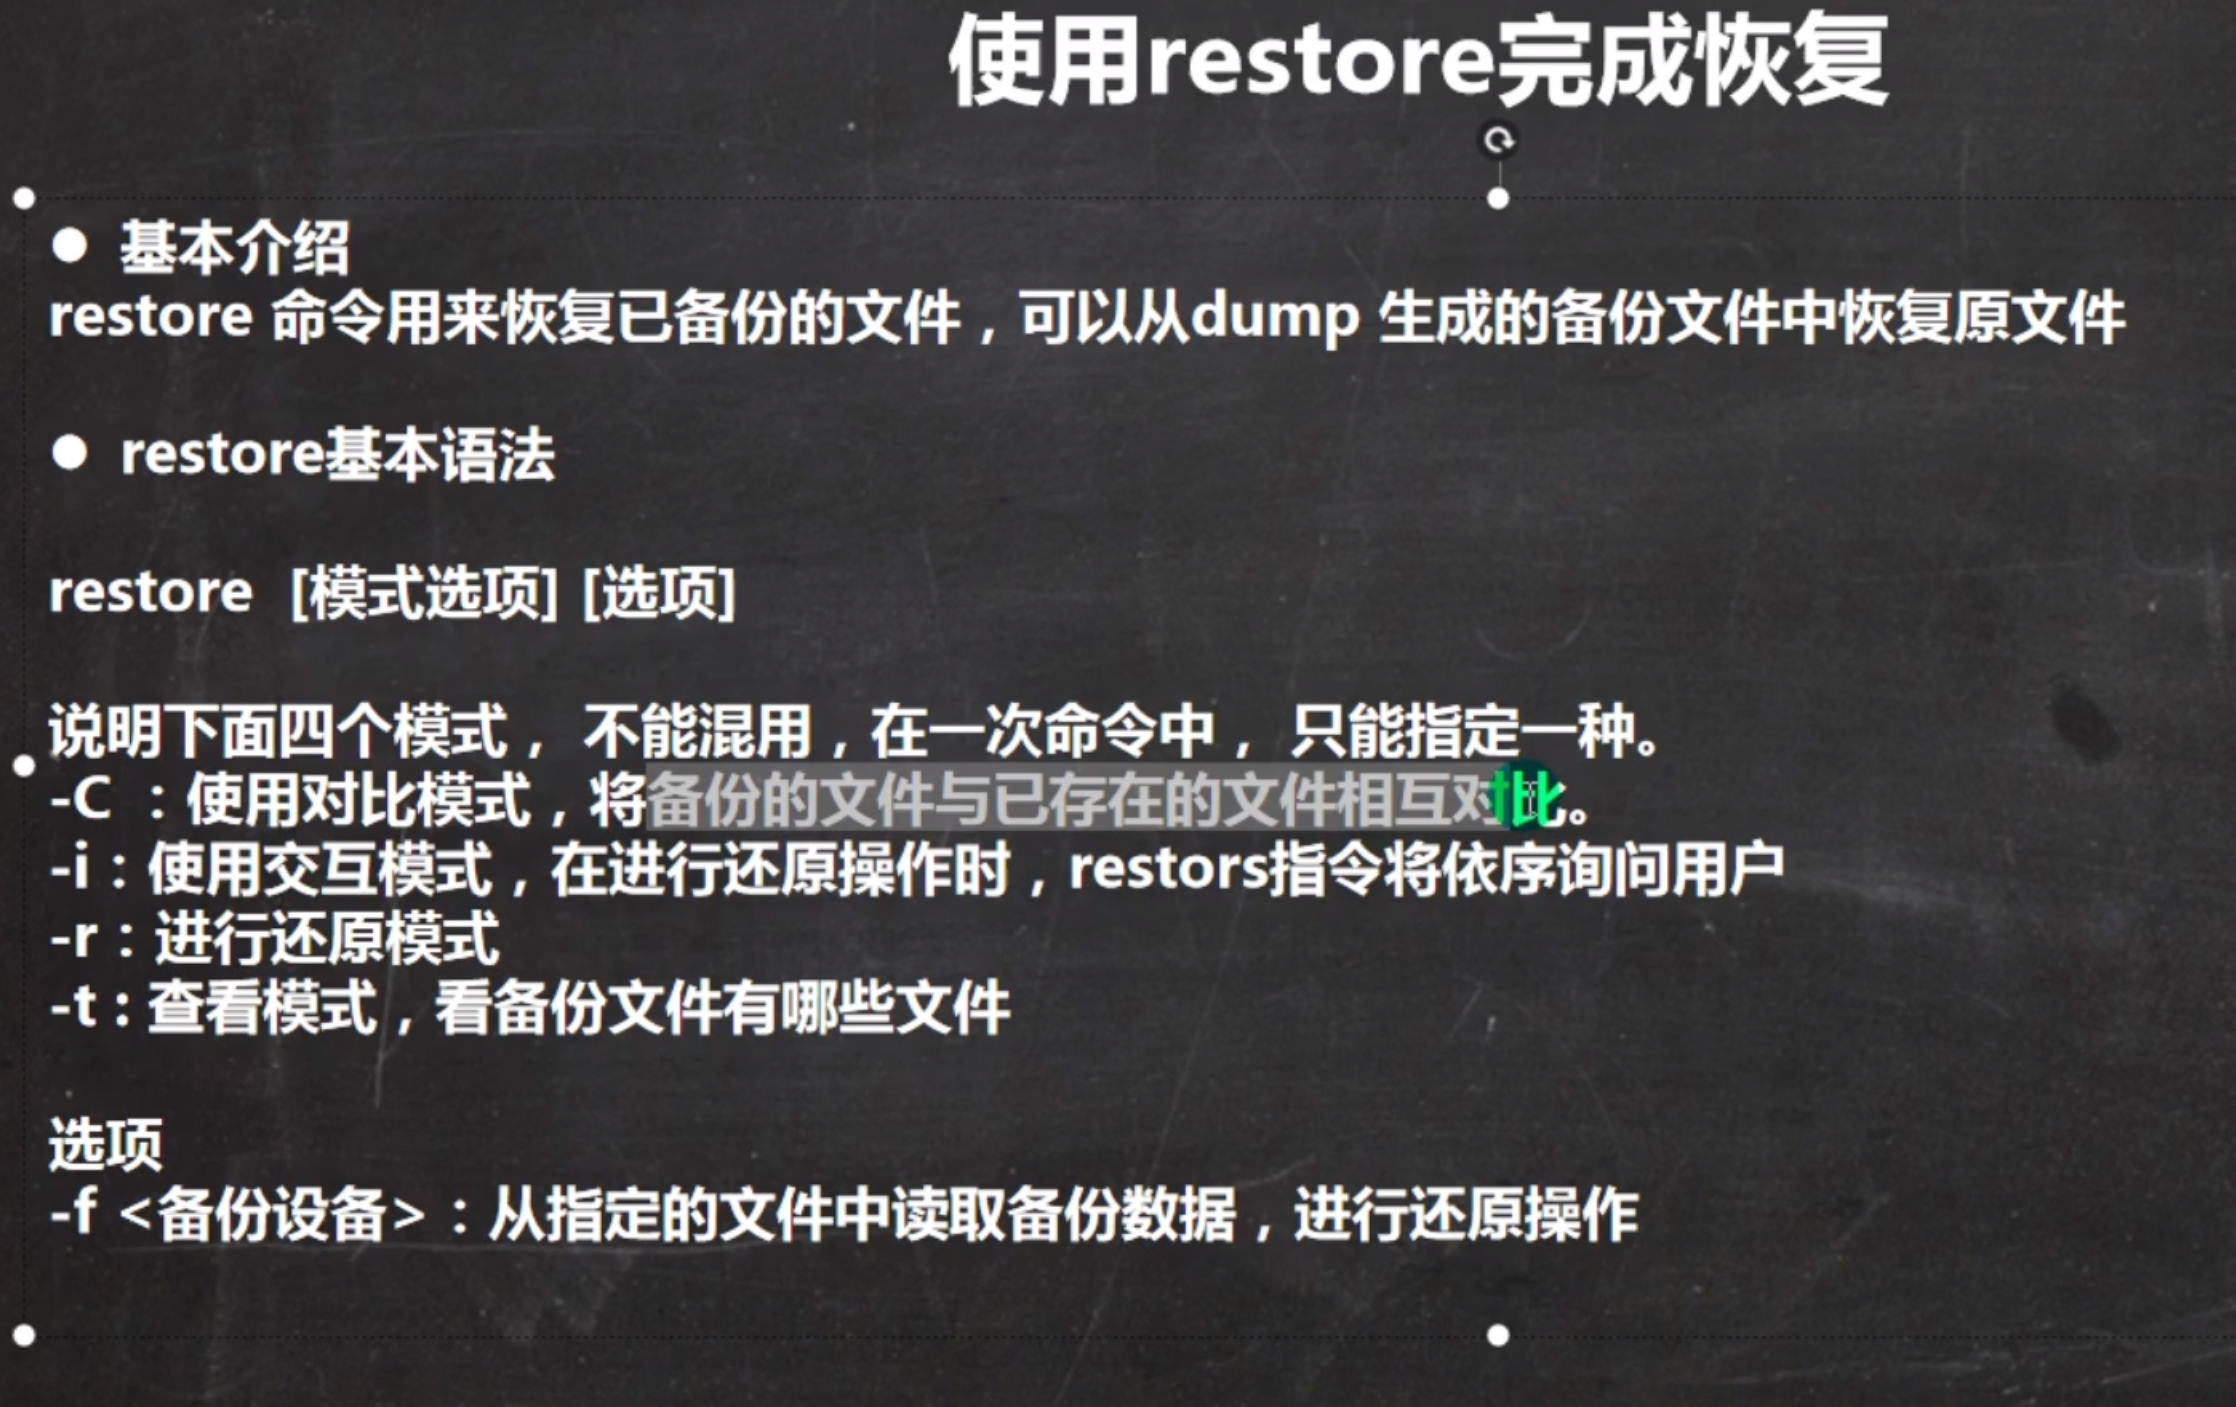 使用restore完成恢复
● 基本介绍
restore 命令用来恢复已备份的文件，可以从dump 生成的备份文件中恢复原文件
● restore基本语法
restore [模式选项] [选项]
说明下面四个模式， 不能混用，在一次命令中， 只能指定一种。
-C ：使用对比模式，将备份的文件与已存在的文件相互对比。
-i：使用交互模式，在进行还原操作时，restors指令将依序询问用户
-r：进行还原模式
-t：查看模式，看备份文件有哪些文件
选项
-f <备份设备>：从指定的文件中读取备份数据，进行还原操作